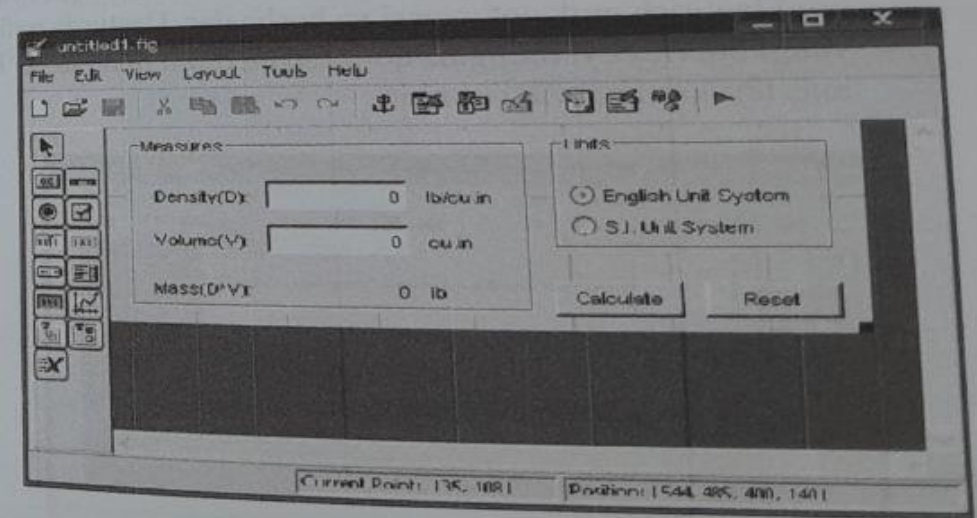 untitled1.fig
File Edit View Layout Tools Help
Measures
Density(D): 0 lb/cu.in
Volume(V): 0 cu.in
Mass(D*V): 0 lb
Units
English Unit System
S.I. Unit System
Calculate Reset
Current Point: [35, 108] Position: [544, 485, 400, 140]